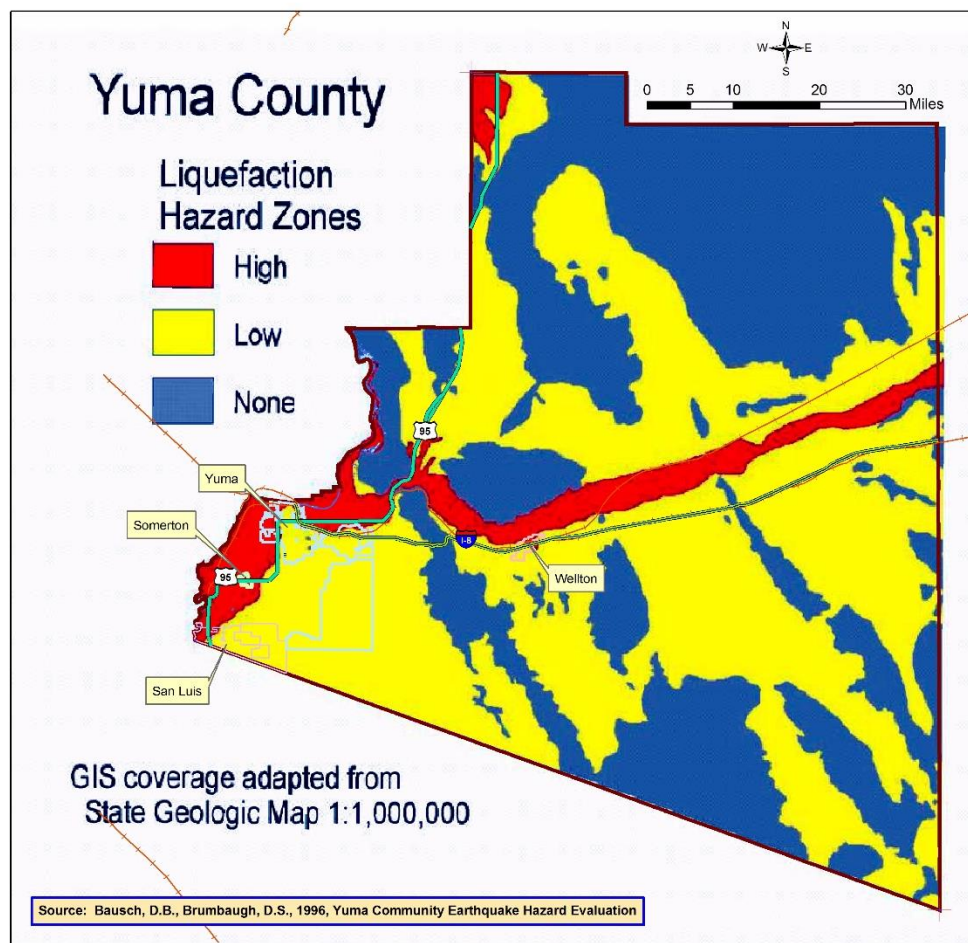 N
W E
S
Yuma County
0 5 10 20 30
Miles
Liquefaction
Hazard Zones
High
Low
None
95
Yuma
Somerton
95
I-8
Wellton
San Luis
GIS coverage adapted from
State Geologic Map 1:1,000,000
Source: Bausch, D.B., Brumbaugh, D.S., 1996, Yuma Community Earthquake Hazard Evaluation